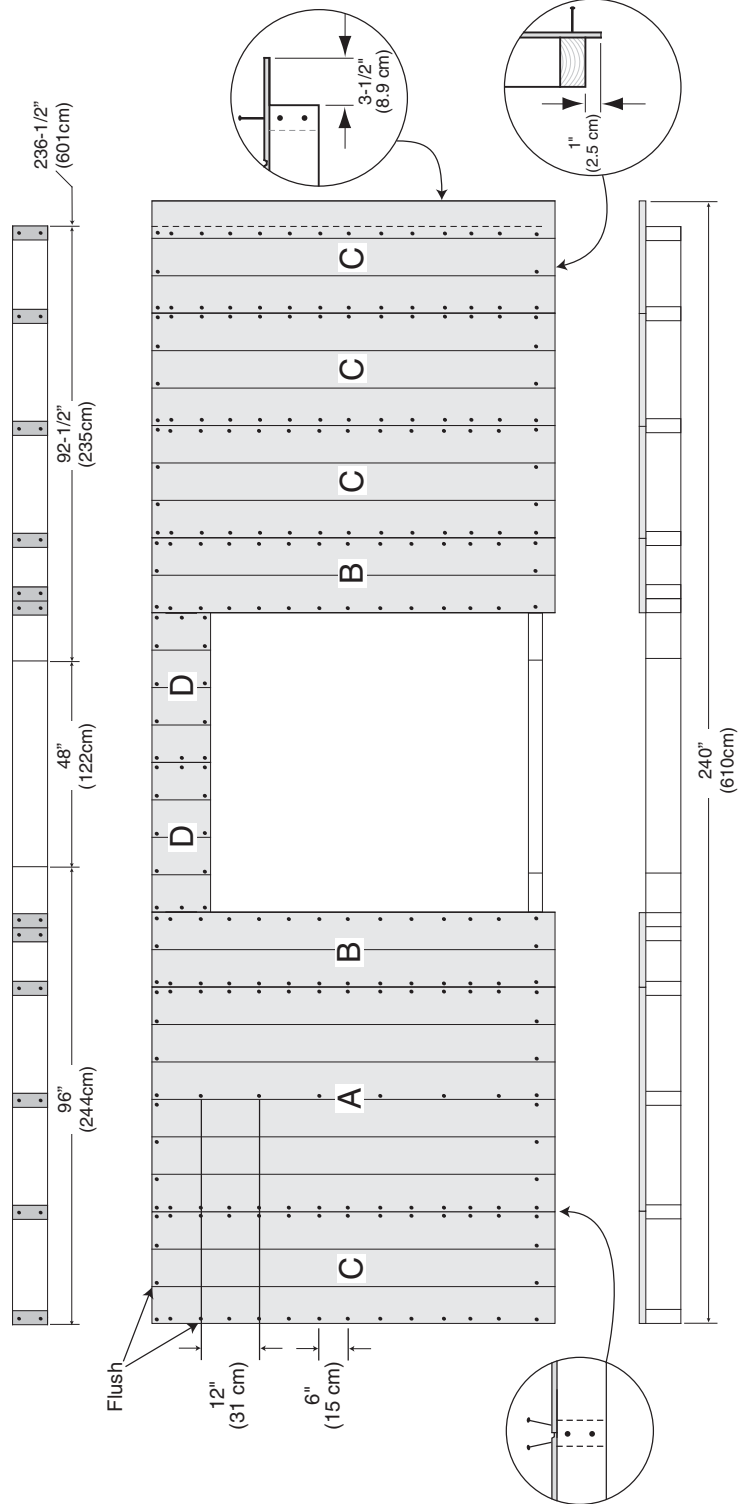 236-1/2”
(601cm)
92-1/2”
(235cm)
48”
(122cm)
96”
(244cm)
3-1/2"
(8.9 cm)
1"
(2.5 cm)
C
C
C
B
D
D
B
A
C
Flush
12"
(31 cm)
6"
(15 cm)
240”
(610cm)